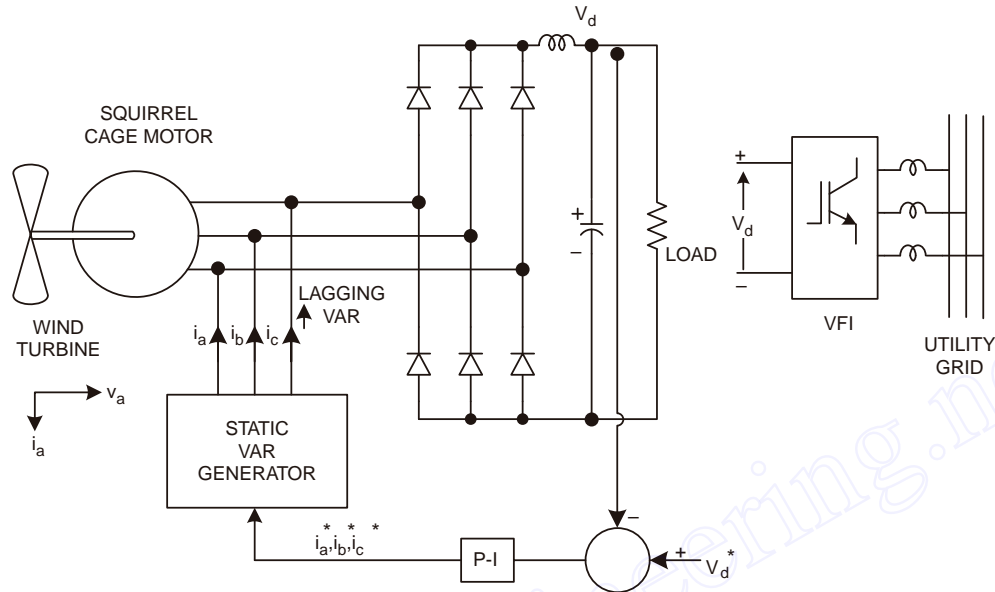 V_d
SQUIRREL
CAGE MOTOR
+
–
LOAD
WIND
TURBINE
i_a
i_b
i_c
LAGGING
VAR
v_a
i_a
STATIC
VAR
GENERATOR
i_a*, i_b*, i_c*
P-I
–
+
V_d*
+
V_d
–
VFI
UTILITY
GRID